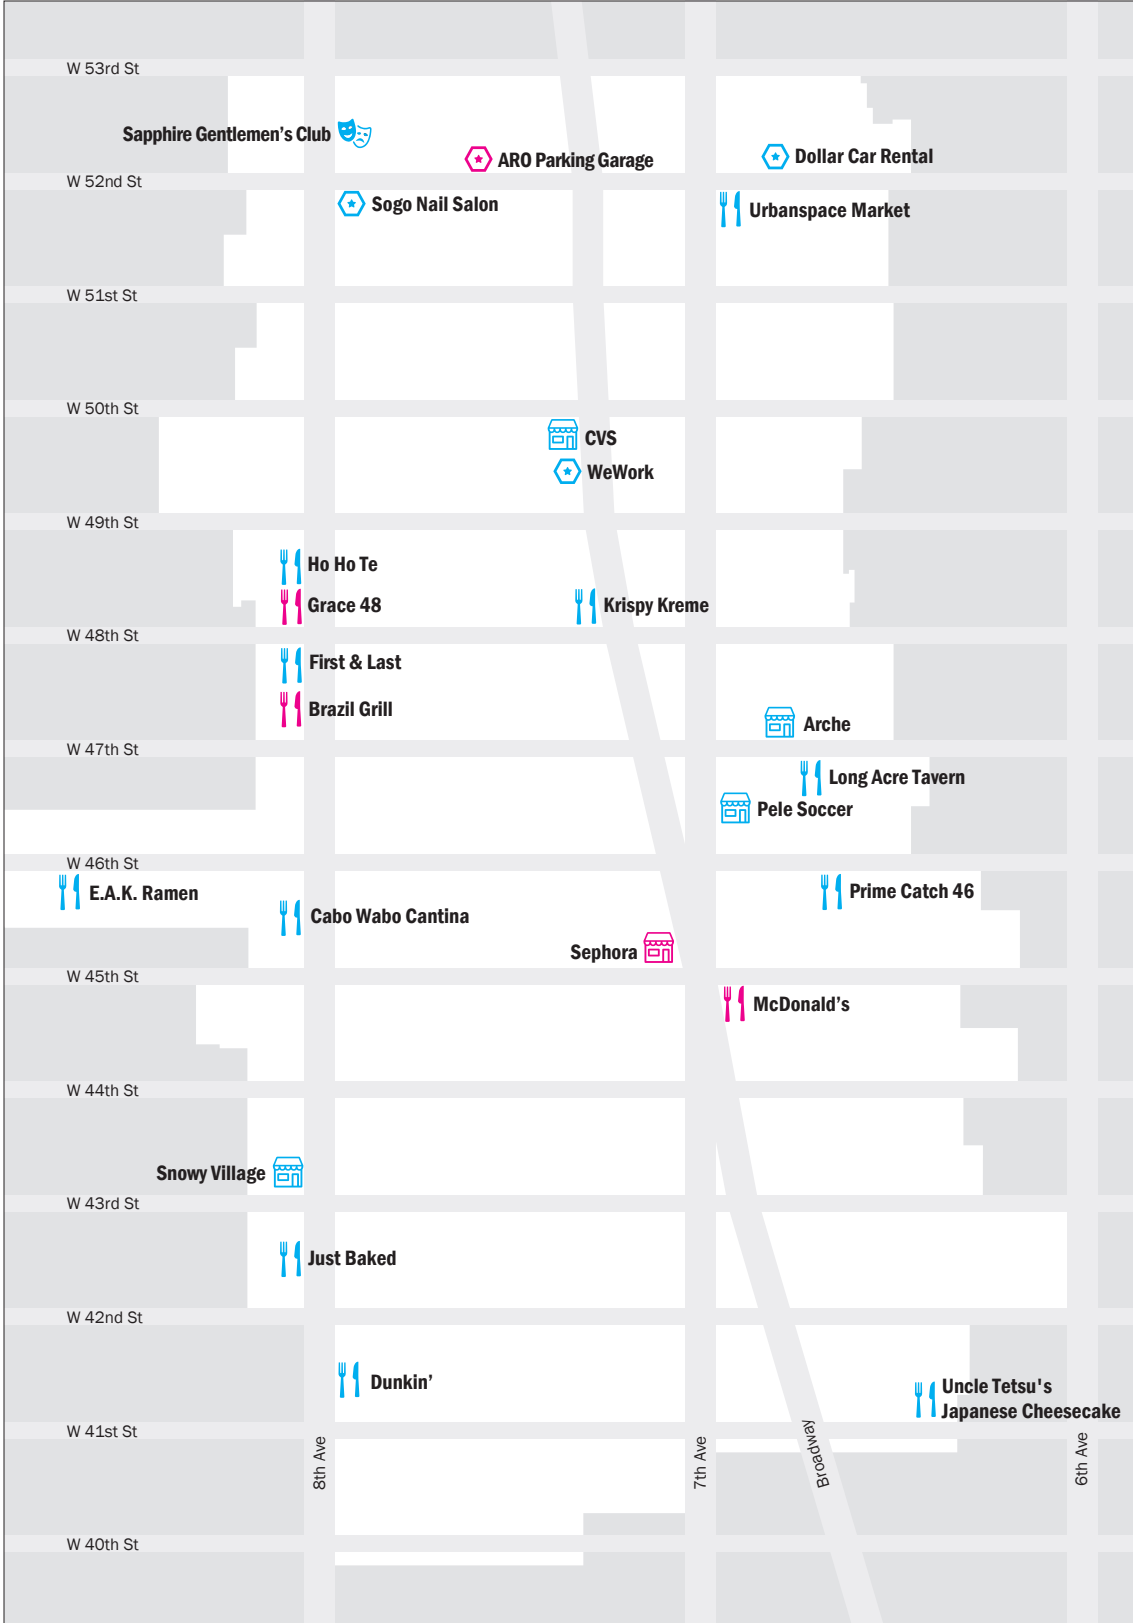 W 53rd St
Sapphire Gentlemen's Club
ARO Parking Garage
Dollar Car Rental
W 52nd St
Sogo Nail Salon
Urbanspace Market
W 51st St
W 50th St
CVS
WeWork
W 49th St
Ho Ho Te
Grace 48
Krispy Kreme
W 48th St
First & Last
Brazil Grill
Arche
W 47th St
Long Acre Tavern
Pele Soccer
W 46th St
E.A.K. Ramen
Prime Catch 46
Cabo Wabo Cantina
Sephora
W 45th St
McDonald's
W 44th St
Snowy Village
W 43rd St
Just Baked
W 42nd St
Dunkin'
Uncle Tetsu's
Japanese Cheesecake
W 41st St
8th Ave
7th Ave
Broadway
6th Ave
W 40th St